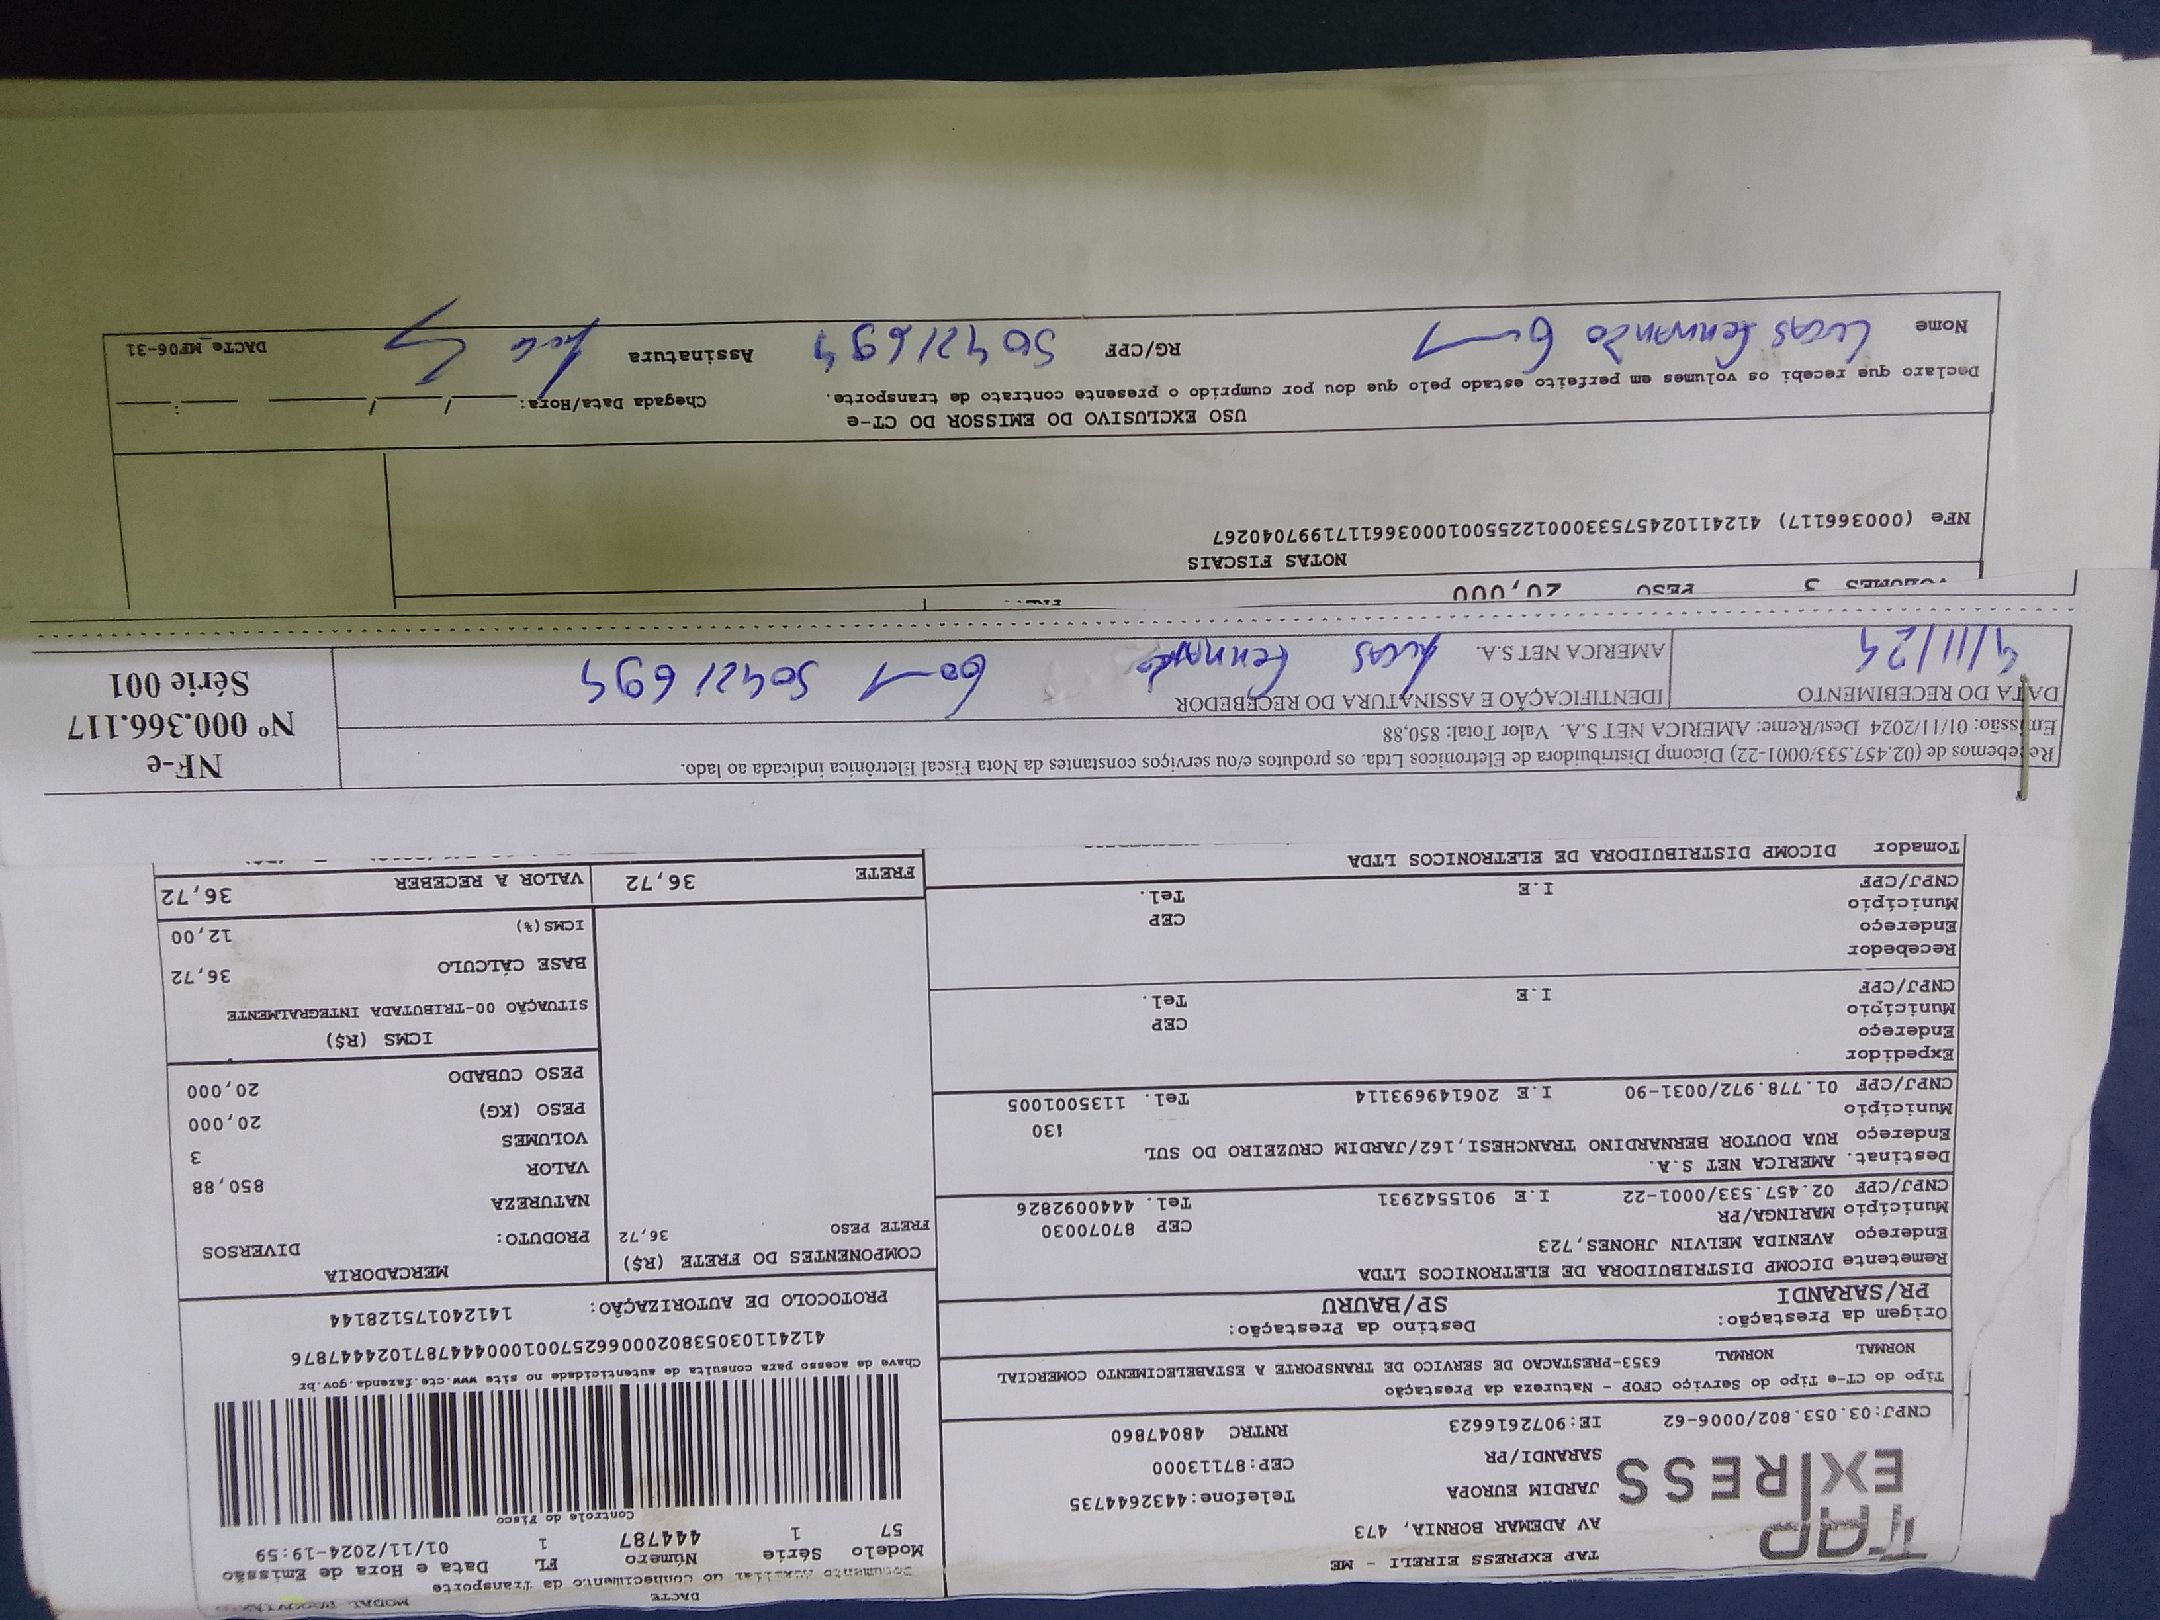 DACTE
MODAL
Documento Auxiliar do Conhecimento de Transporte
Modelo Série Número FL Data e Hora de Emissão
57 1 444787 1 01/11/2024-19:59
Controle do Fisco
Chave de acesso para consulta de autenticidade no site www.cte.fazenda.gov.br
PROTOCOLO DE AUTORIZAÇÃO: 141240175128144
TAP
EXPRESS
TAP EXPRESS EIRELI - ME
AV ADEMAR BORNIA, 473
JARDIM EUROPA Telefone:4432644735
SARANDI/PR CEP:87113000
CNPJ:03.053.802/0006-62 IE:9072616623 RNTRC 48047860
Tipo do CT-e Tipo do Serviço CFOP - Natureza da Prestação
NORMAL NORMAL 6353-PRESTACAO DE SERVICO DE TRANSPORTE A ESTABELECIMENTO COMERCIAL
Origem da Prestação: Destino da Prestação:
PR/SARANDI SP/BAURU
Remetente DICOMP DISTRIBUIDORA DE ELETRONICOS LTDA
Endereço AVENIDA MELVIN JHONES,723
Município MARINGA/PR CEP 87070030
CNPJ/CPF 02.457.533/0001-22 I.E 9015542931 Tel. 4440092826
Destinat. AMERICA NET S.A.
Endereço RUA DOUTOR BERNARDINO TRANCHESI,162/JARDIM CRUZEIRO DO SUL
Município 130
CNPJ/CPF 01.778.972/0031-90 I.E 206149693114 Tel. 1135001005
Expedidor
Endereço
Município CEP
CNPJ/CPF I.E Tel.
Recebedor
Endereço
Município CEP
CNPJ/CPF I.E Tel.
Tomador DICOMP DISTRIBUIDORA DE ELETRONICOS LTDA
COMPONENTES DO FRETE (R$)
FRETE PESO 36,72
FRETE 36,72
MERCADORIA
PRODUTO: DIVERSOS
NATUREZA
VALOR 850,88
VOLUMES 3
PESO (KG) 20,000
PESO CUBADO 20,000
ICMS (R$)
SITUAÇÃO 00-TRIBUTADA INTEGRALMENTE
BASE CÁLCULO 36,72
ICMS(%) 12,00
VALOR A RECEBER 36,72
Recebemos de (02.457.533/0001-22) Dicomp Distribuidora de Eletronicos Ltda. os produtos e/ou serviços constantes da Nota Fiscal Eletrônica indicada ao lado.
Emissão: 01/11/2024 Dest/Reme: AMERICA NET S.A. Valor Total: 850,88
DATA DO RECEBIMENTO IDENTIFICAÇÃO E ASSINATURA DO RECEBEDOR
4/11/24 AMERICA NET S.A. Lucas Fernando 50421694
NF-e
Nº 000.366.117
Série 001
VOLUMES 3 PESO 20,000
NOTAS FISCAIS
NFe (000366117) 41241102457533000122550010003661171997040267
USO EXCLUSIVO DO EMISSOR DO CT-e
Declaro que recebi os volumes em perfeito estado pelo que dou por cumprido o presente contrato de transporte. Chegada Data/Hora: ___/___/___ __:__
Nome Lucas Fernando RG/CPF 50421694 Assinatura
DACTe_MF06-31